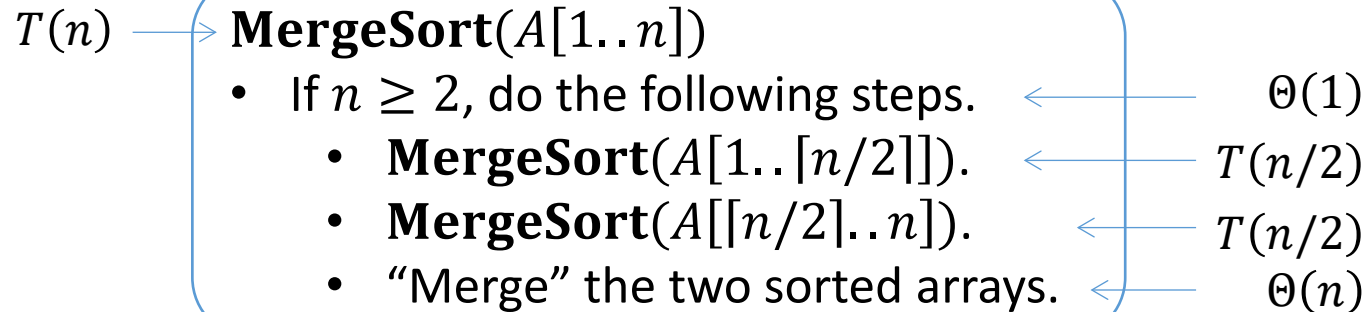 T(n) MergeSort(A[1..n])
• If n ≥ 2, do the following steps. Θ(1)
• MergeSort(A[1..⌈n/2⌉]). T(n/2)
• MergeSort(A[⌈n/2⌉..n]). T(n/2)
• “Merge” the two sorted arrays. Θ(n)